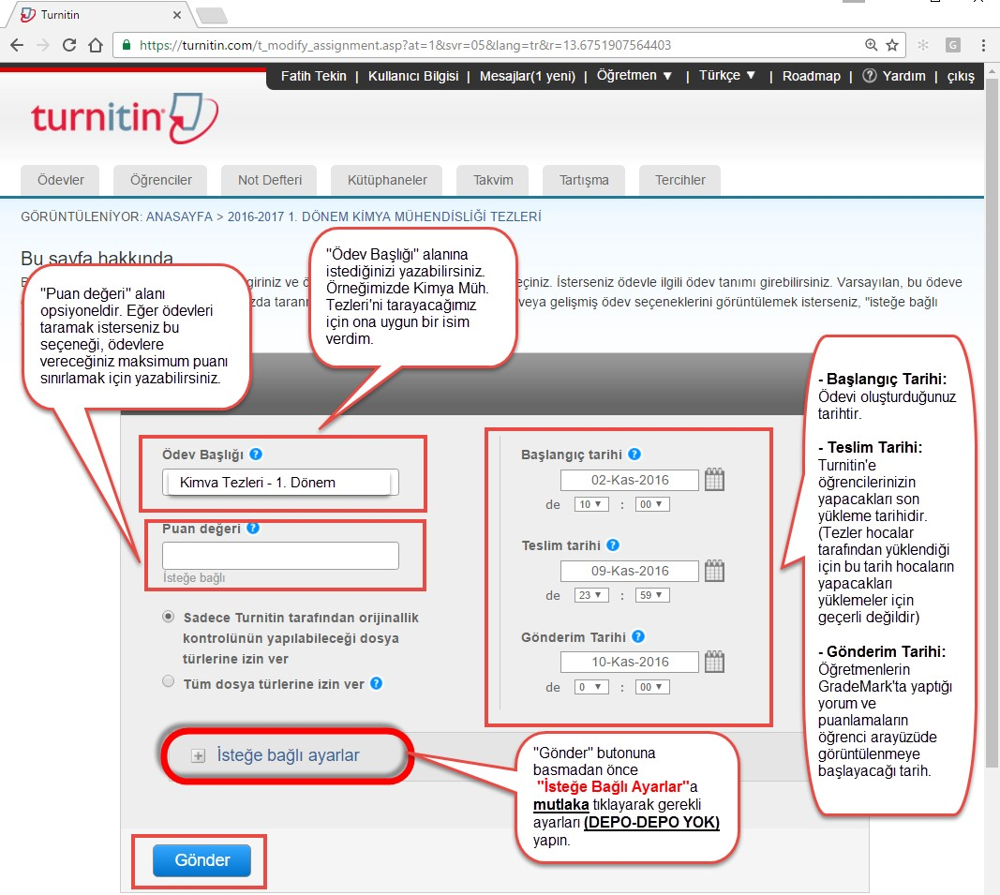 Turnitin
https://turnitin.com/t_modify_assignment.asp?at=1&svr=05&lang=tr&r=13.6751907564403
Fatih Tekin | Kullanıcı Bilgisi | Mesajlar(1 yeni) | Öğretmen ▼ | Türkçe ▼ | Roadmap | ? Yardım | çıkış
turnitin
Ödevler
Öğrenciler
Not Defteri
Kütüphaneler
Takvim
Tartışma
Tercihler
GÖRÜNTÜLENİYOR: ANASAYFA > 2016-2017 1. DÖNEM KİMYA MÜHENDİSLİĞİ TEZLERİ
Bu sayfa hakkında
giriniz ve
seçiniz. İsterseniz ödevle ilgili ödev tanımı girebilirsiniz. Varsayılan, bu ödeve
veya gelişmiş ödev seçeneklerini görüntülemek isterseniz, "isteğe bağlı
"Puan değeri" alanı
opsiyoneldir. Eğer ödevleri
taramak isterseniz bu
seçeneği, ödevlere
vereceğiniz maksimum puanı
sınırlamak için yazabilirsiniz.
"Ödev Başlığı" alanına
istediğinizi yazabilirsiniz.
Örneğimizde Kimya Müh.
Tezleri'ni tarayacağımız
için ona uygun bir isim
verdim.
Ödev Başlığı ?
Kimya Tezleri - 1. Dönem
Puan değeri ?
İsteğe bağlı
Sadece Turnitin tarafından orijinallik
kontrolünün yapılabileceği dosya
türlerine izin ver
Tüm dosya türlerine izin ver ?
Başlangıç tarihi ?
02-Kas-2016
de 10 ▼ : 00 ▼
Teslim tarihi ?
09-Kas-2016
de 23 ▼ : 59 ▼
Gönderim Tarihi ?
10-Kas-2016
de 0 ▼ : 00 ▼
- Başlangıç Tarihi:
Ödevi oluşturduğunuz
tarihtir.
- Teslim Tarihi:
Turnitin'e
öğrencilerinizin
yapacakları son
yükleme tarihidir.
(Tezler hocalar
tarafından yüklendiği
için bu tarih hocaların
yapacakları
yüklemeler için
geçerli değildir)
- Gönderim Tarihi:
Öğretmenlerin
GradeMark'ta yaptığı
yorum ve
puanlamaların
öğrenci arayüzüde
görüntülenmeye
başlayacağı tarih.
İsteğe bağlı ayarlar
"Gönder" butonuna
basmadan önce
"İsteğe Bağlı Ayarlar"a
mutlaka tıklayarak gerekli
ayarları (DEPO-DEPO YOK)
yapın.
Gönder